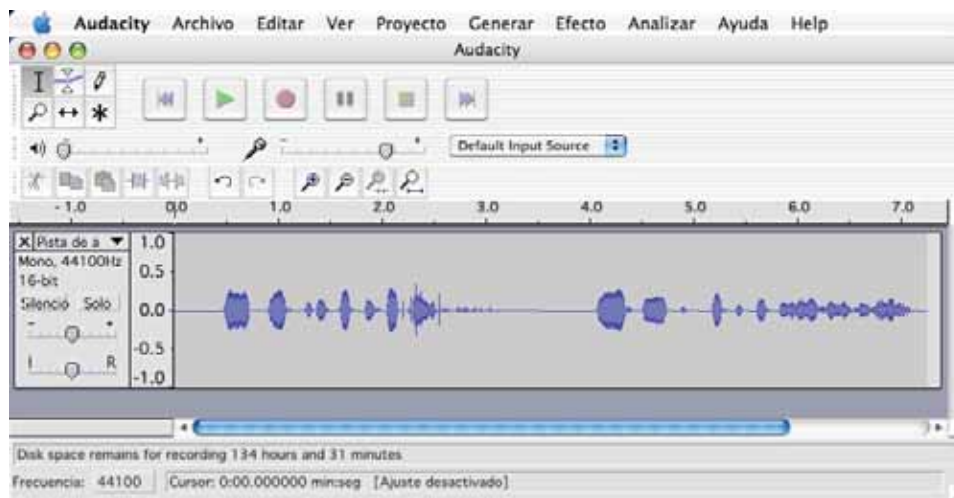 Audacity Archivo Editar Ver Proyecto Generar Efecto Analizar Ayuda Help
Audacity
Default Input Source
- 1.0 0,0 1.0 2.0 3.0 4.0 5.0 6.0 7.0
X Pista de a 1.0
Mono, 44100Hz
16-bit 0.5
Silenció Solo 0.0
- +
-0.5
I R
-1.0
Disk space remains for recording 134 hours and 31 minutes
Frecuencia: 44100 Cursor: 0:00.000000 min:seg [Ajuste desactivado]